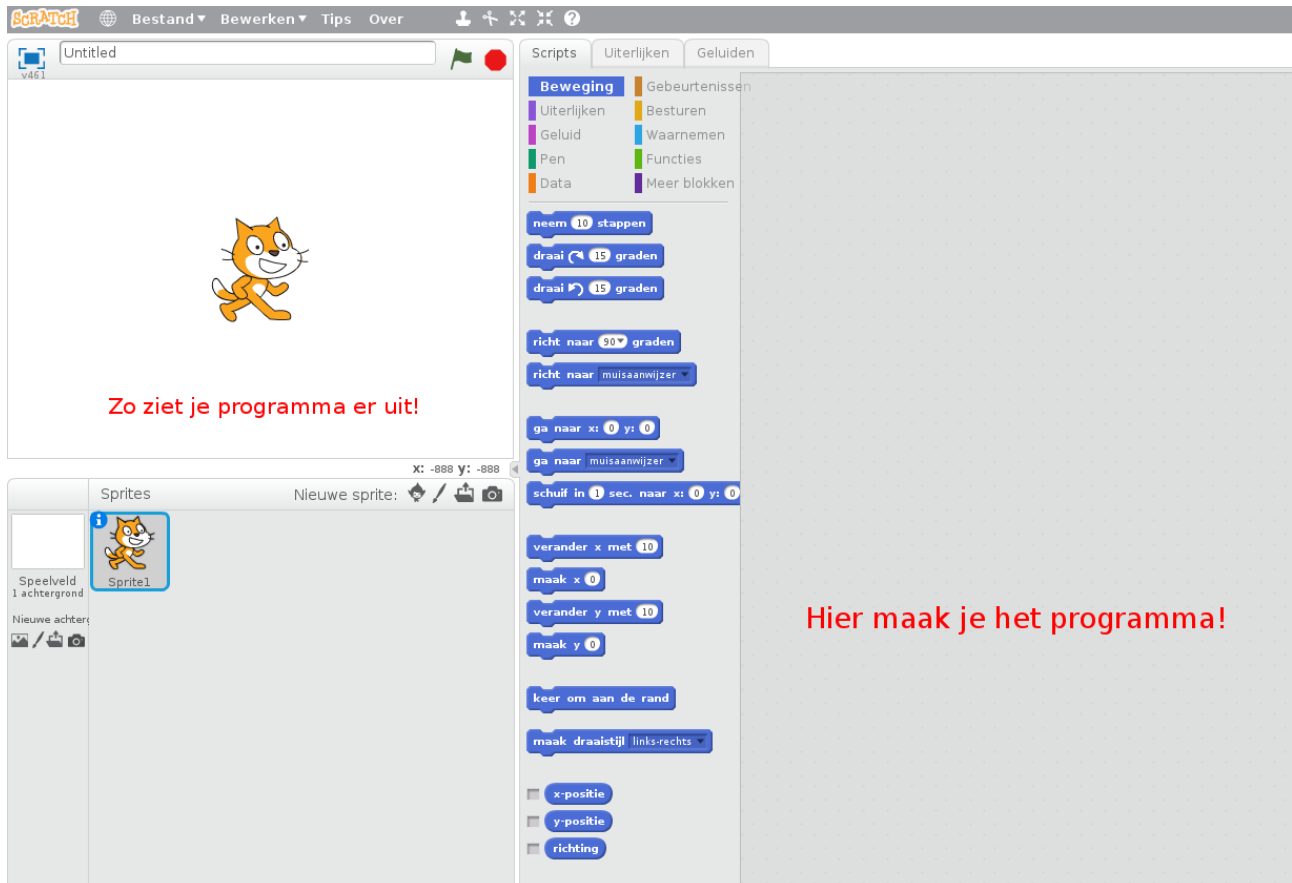 SCRATCH Bestand Bewerken Tips Over
Untitled
v461
Zo ziet je programma er uit!
x: -888 y: -888
Sprites Nieuwe sprite:
Speelveld
1 achtergrond
Nieuwe achter
Sprite1
Scripts Uiterlijken Geluiden
Beweging Gebeurtenissen
Uiterlijken Besturen
Geluid Waarnemen
Pen Functies
Data Meer blokken
neem 10 stappen
draai 15 graden
draai 15 graden
richt naar 90 graden
richt naar muisaanwijzer
ga naar x: 0 y: 0
ga naar muisaanwijzer
schuif in 1 sec. naar x: 0 y: 0
verander x met 10
maak x 0
verander y met 10
maak y 0
keer om aan de rand
maak draaistijl links-rechts
x-positie
y-positie
richting
Hier maak je het programma!